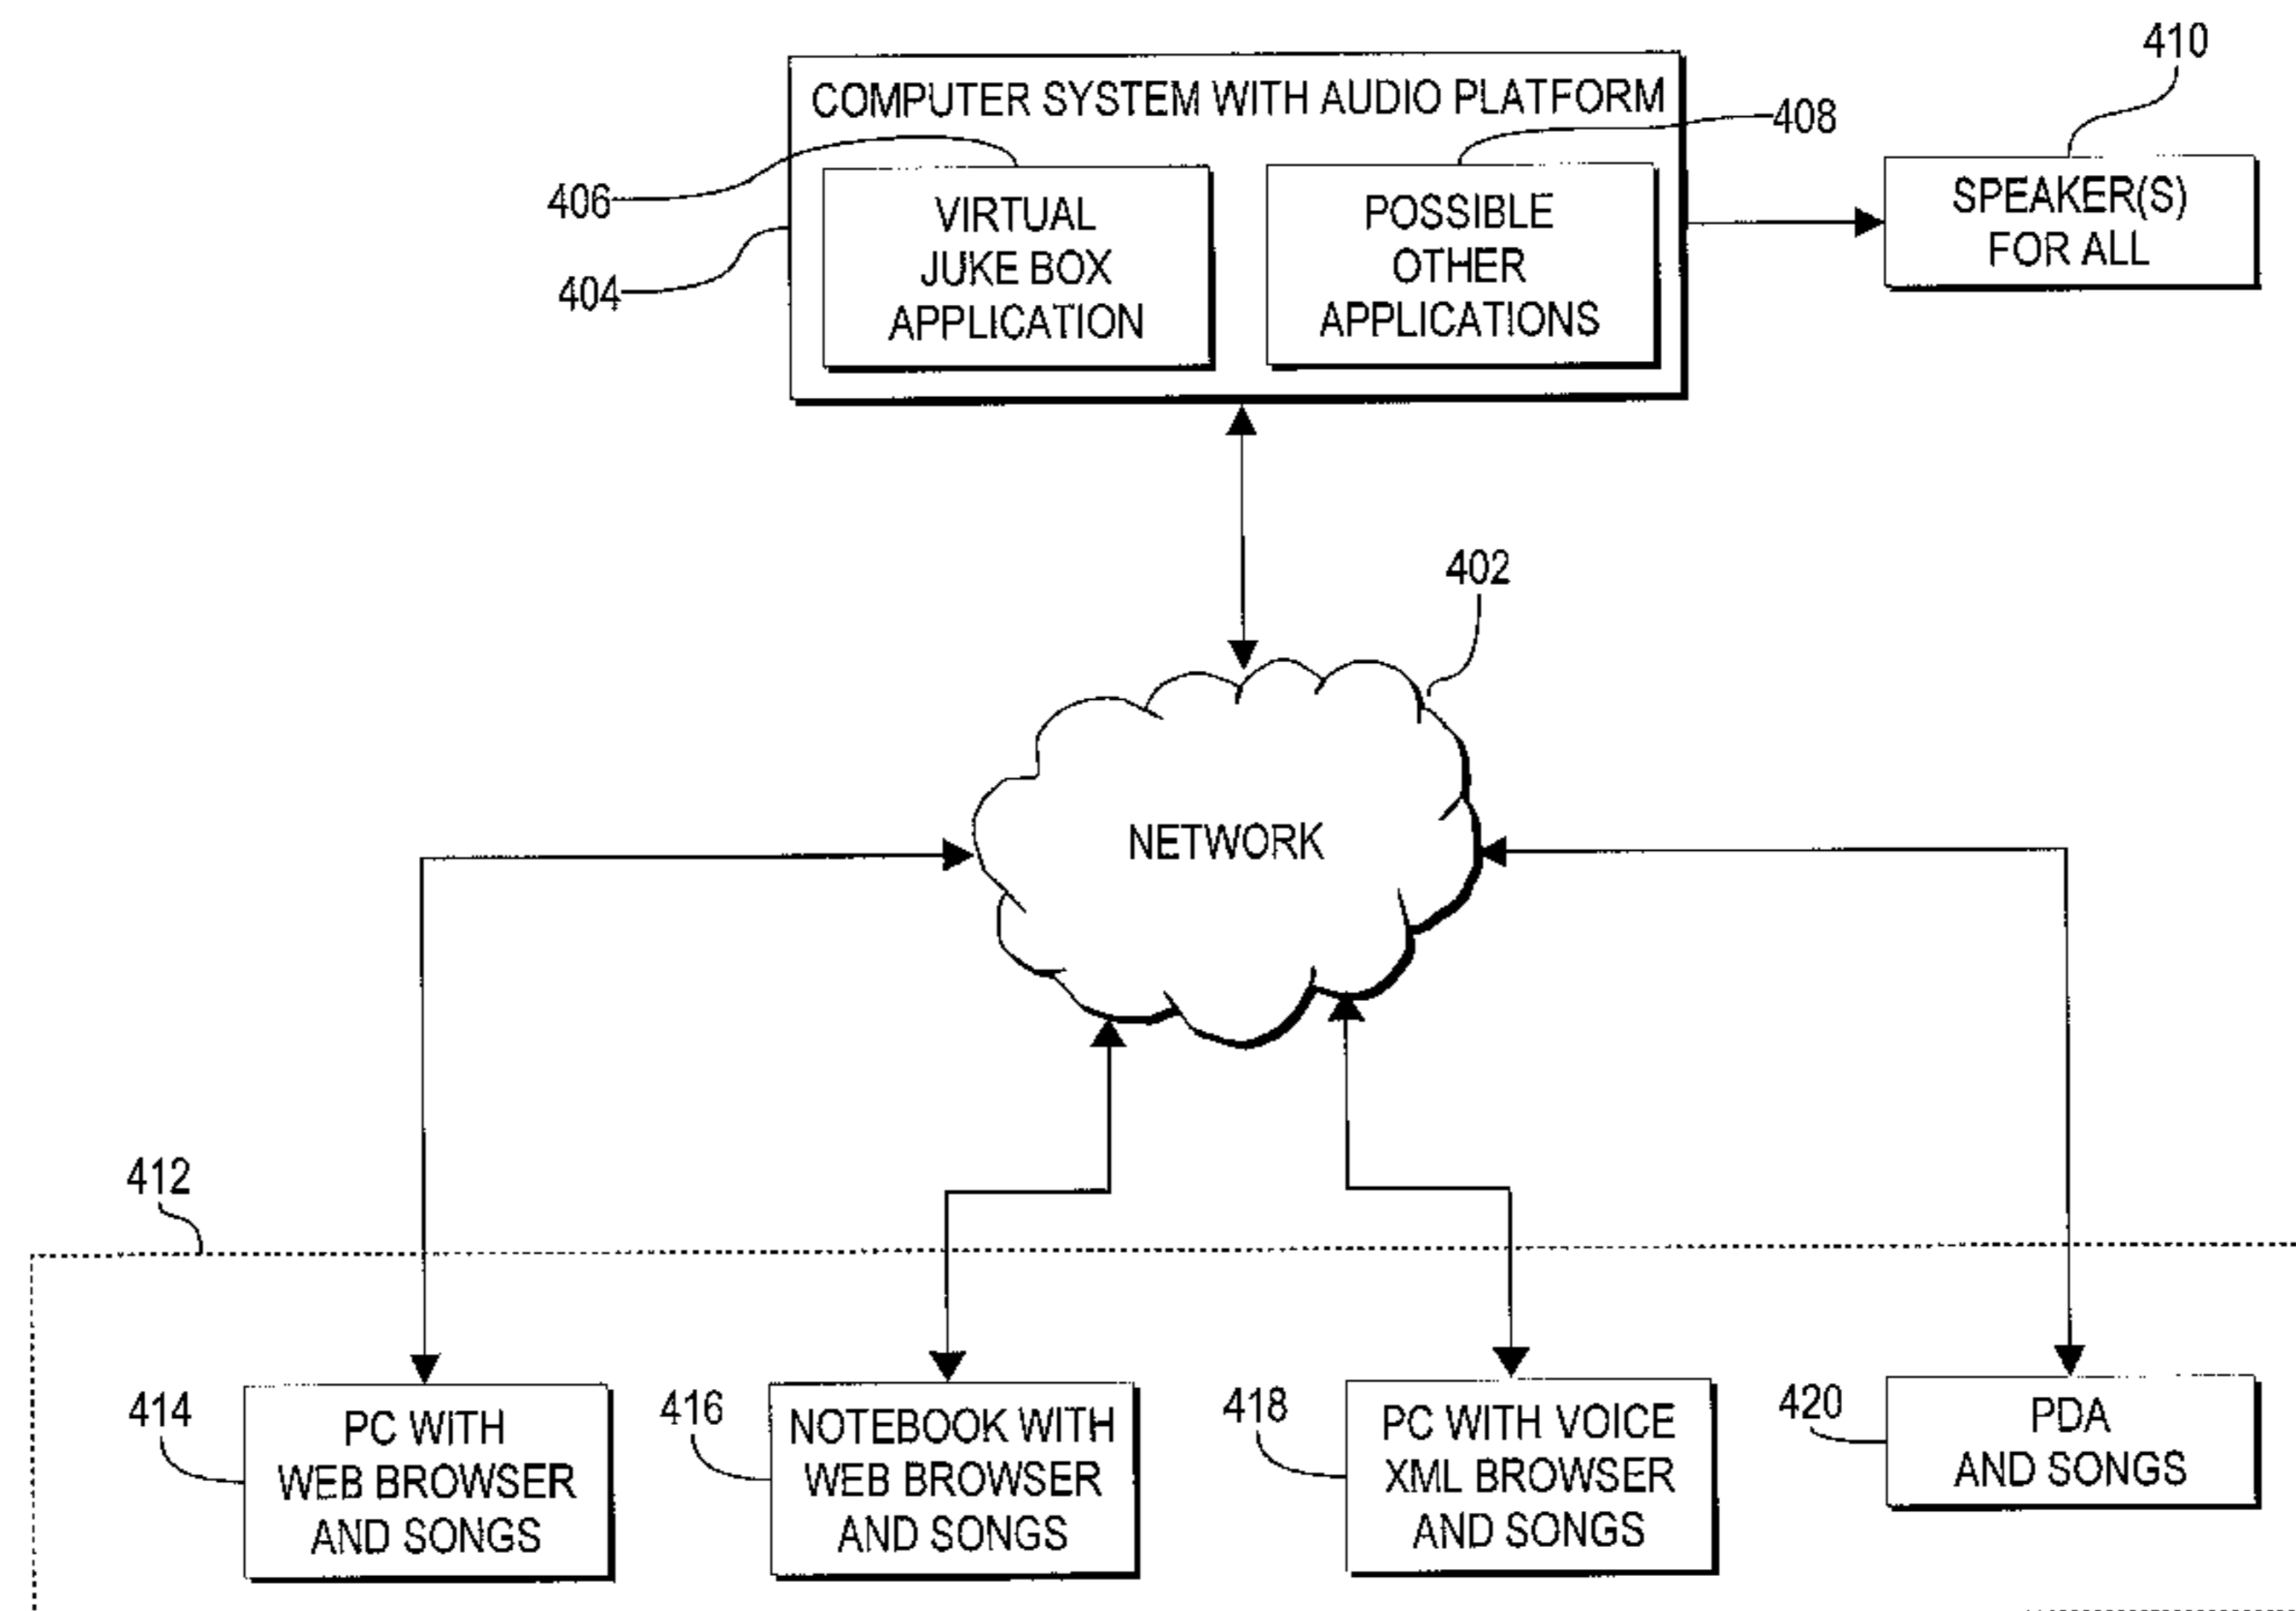 410
COMPUTER SYSTEM WITH AUDIO PLATFORM
408
406
VIRTUAL
JUKE BOX
APPLICATION
POSSIBLE
OTHER
APPLICATIONS
SPEAKER(S)
FOR ALL
404
402
NETWORK
412
414
PC WITH
WEB BROWSER
AND SONGS
416
NOTEBOOK WITH
WEB BROWSER
AND SONGS
418
PC WITH VOICE
XML BROWSER
AND SONGS
420
PDA
AND SONGS